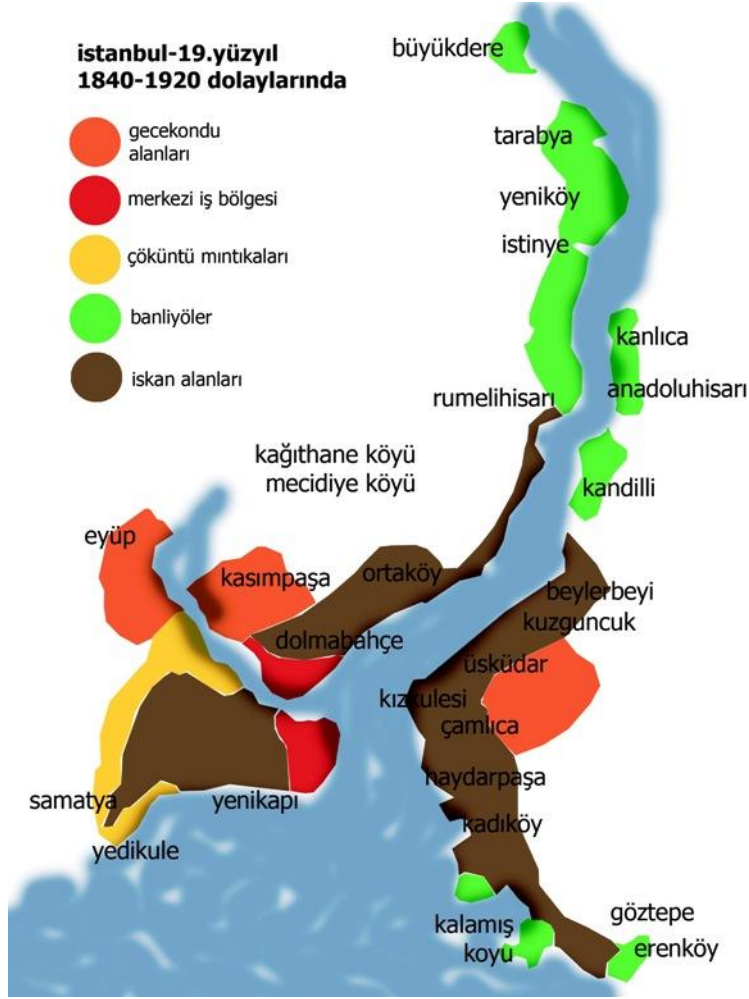 istanbul-19.yüzyıl
1840-1920 dolaylarında
gecekondu
alanları
merkezi iş bölgesi
çöküntü mıntıkaları
banliyöler
iskan alanları
büyükdere
tarabya
yeniköy
istinye
kanlıca
anadoluhisarı
rumelihisarı
kağıthane köyü
mecidiye köyü
kandilli
eyüp
kasımpaşa
ortaköy
beylerbeyi
kuzguncuk
dolmabahçe
üsküdar
kızkulesi
çamlıca
haydarpaşa
samatya
yenikapı
kadıköy
yedikule
kalamış
koyu
göztepe
erenköy